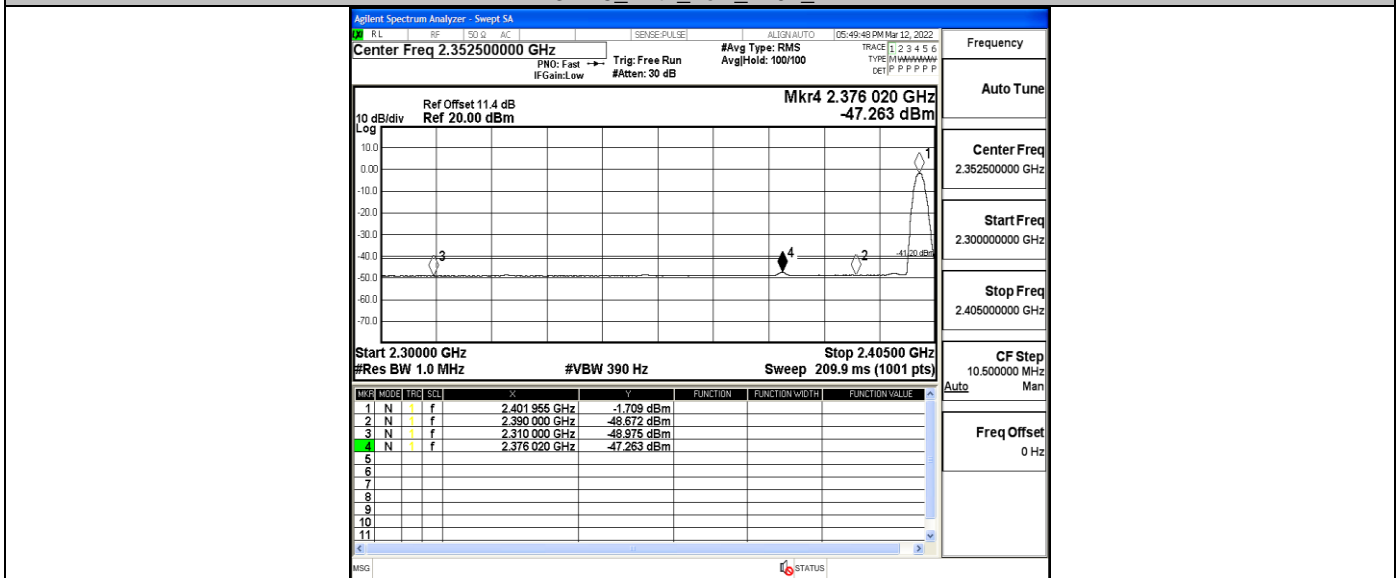 Agilent Spectrum Analyzer - Swept SA
LXI RL RF 50 Ω AC SENSE:PULSE ALIGN AUTO 05:49:48 PM Mar 12, 2022
Center Freq 2.352500000 GHz
PNO: Fast
IFGain:Low
Trig: Free Run
#Atten: 30 dB
#Avg Type: RMS
Avg|Hold: 100/100
TRACE 1 2 3 4 5 6
TYPE MWWWWW
DET P P P P P P
Ref Offset 11.4 dB
10 dB/div Ref 20.00 dBm
Log
Mkr4 2.376 020 GHz
-47.263 dBm
10.0
0.00
-10.0
-20.0
-30.0
-40.0
-50.0
-60.0
-70.0
1
3
4
2
-41.20 dBm
Start 2.30000 GHz Stop 2.40500 GHz
#Res BW 1.0 MHz #VBW 390 Hz Sweep 209.9 ms (1001 pts)
MKR MODE TRC SCL X Y FUNCTION FUNCTION WIDTH FUNCTION VALUE
1 N 1 f 2.401 955 GHz -1.709 dBm
2 N 1 f 2.390 000 GHz -48.672 dBm
3 N 1 f 2.310 000 GHz -48.975 dBm
4 N 1 f 2.376 020 GHz -47.263 dBm
5
6
7
8
9
10
11
MSG STATUS
Frequency
Auto Tune
Center Freq
2.352500000 GHz
Start Freq
2.300000000 GHz
Stop Freq
2.405000000 GHz
CF Step
10.500000 MHz
Auto Man
Freq Offset
0 Hz